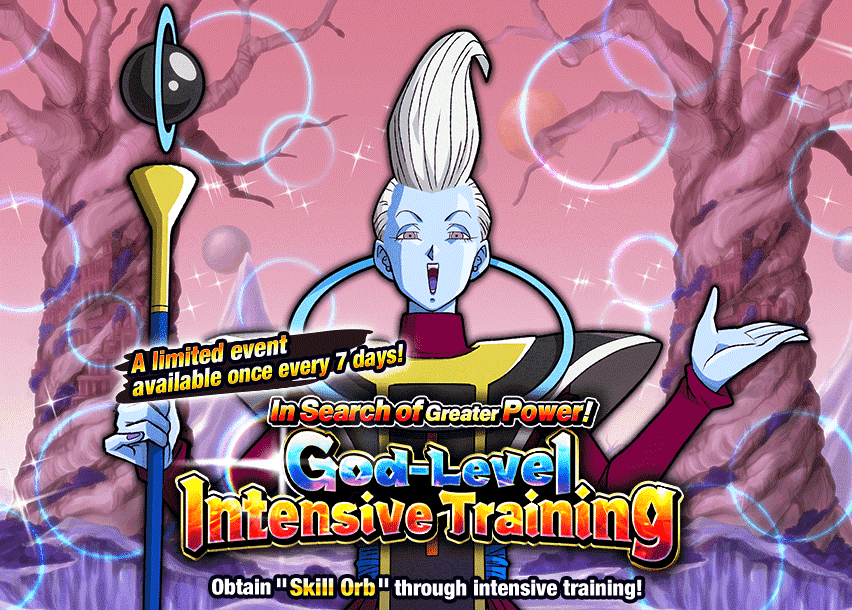 A limited event
available once every 7 days!
In Search of Greater Power!
God-Level
Intensive Training
Obtain "Skill Orb" through intensive training!